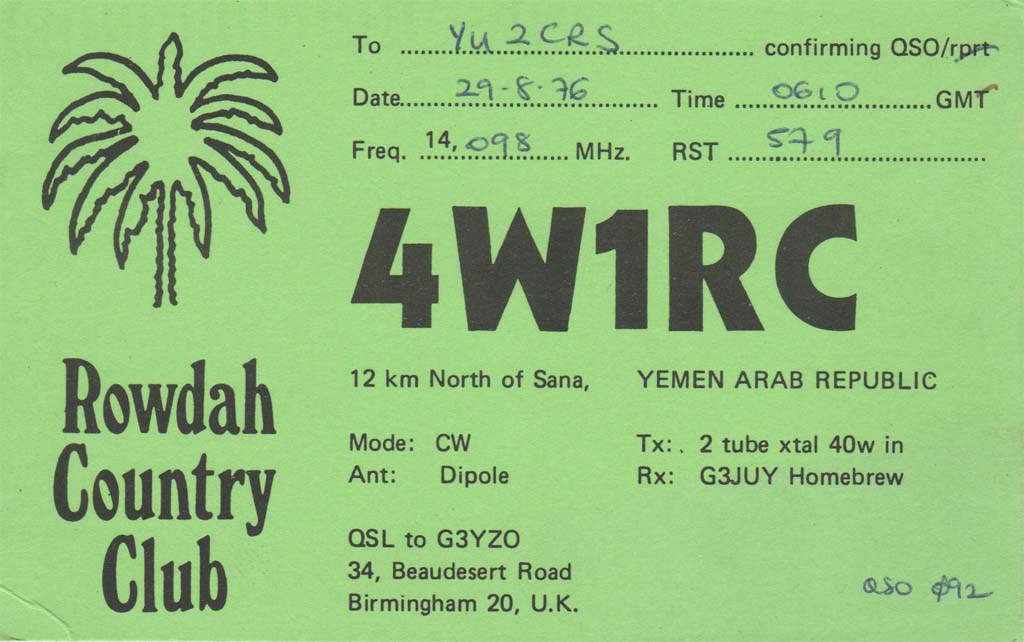 To YU2CRS confirming QSO/rprt
Date 29-8-76 Time 0610 GMT
Freq. 14,098 MHz. RST 579
4W1RC
12 km North of Sana, YEMEN ARAB REPUBLIC
Mode: CW Tx: 2 tube xtal 40w in
Ant: Dipole Rx: G3JUY Homebrew
QSL to G3YZO
34, Beaudesert Road
Birmingham 20, U.K.
QSO 092
Rowdah
Country
Club